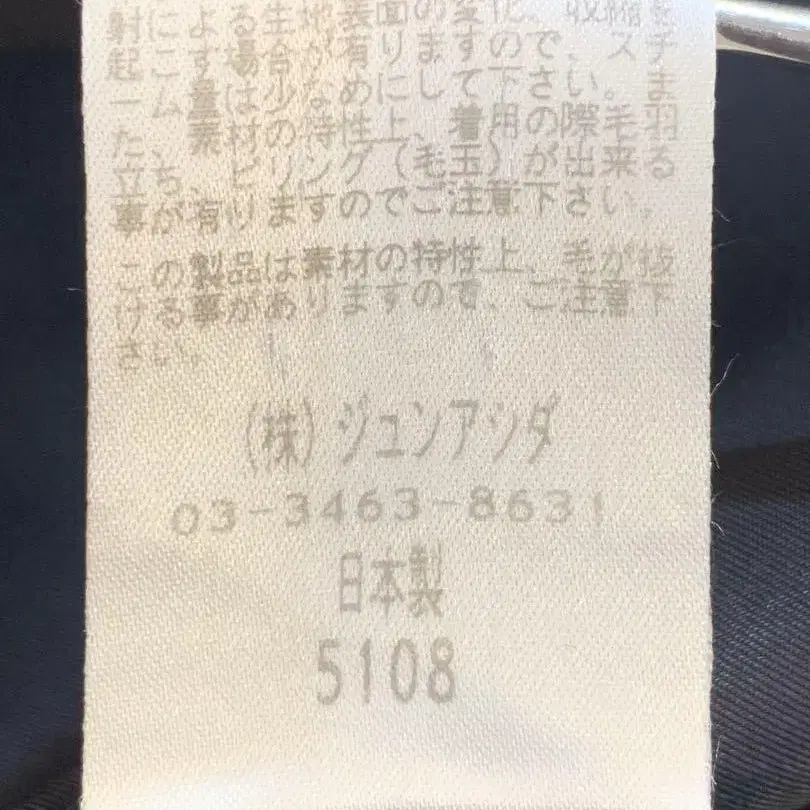 射による生地表面の変化、収縮を
起こす場合が有りますので、スチ
ーム量は少なめにして下さい。ま
た、素材の特性上、着用の際毛羽
立ち、ピリング(毛玉)が出来る
事が有りますのでご注意下さい。
この製品は素材の特性上、毛が抜
ける事がありますので、ご注意下
さい。
(株)ジュンアシダ
03-3463-8631
日本製
5108